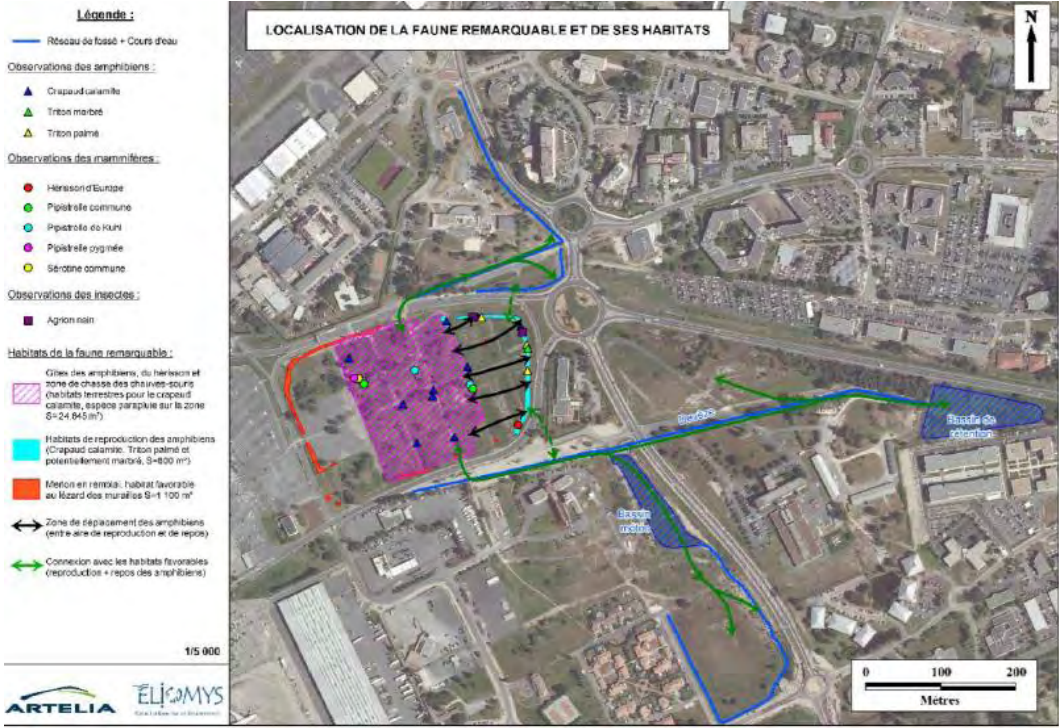 Légende :
Réseau de fossé + Cours d'eau
Observations des amphibiens :
Crapaud calamite
Triton marbré
Triton palmé
Observations des mammifères :
Hérisson d'Europe
Pipistrelle commune
Pipistrelle de Kuhl
Pipistrelle pygmée
Sérotine commune
Observations des insectes :
Agrion nain
Habitats de la faune remarquable :
Gîtes des amphibiens, du hérisson et
zone de chasse des chauves-souris
(habitats terrestres pour le crapaud
calamite, espèce parapluie sur la zone
S=24 845 m²)
Habitats de reproduction des amphibiens
(Crapaud calamite, Triton palmé et
potentiellement marbré, S=800 m²)
Merlon en remblai, habitat favorable
au lézard des murailles S=1 100 m²
Zone de déplacement des amphibiens
(entre aire de reproduction et de repos)
Connexion avec les habitats favorables
(reproduction + repos des amphibiens)
1/5 000
ARTELIA
ELIOMYS
LOCALISATION DE LA FAUNE REMARQUABLE ET DE SES HABITATS
N
Bassin de
rétention
Bassin
0 100 200
Mètres